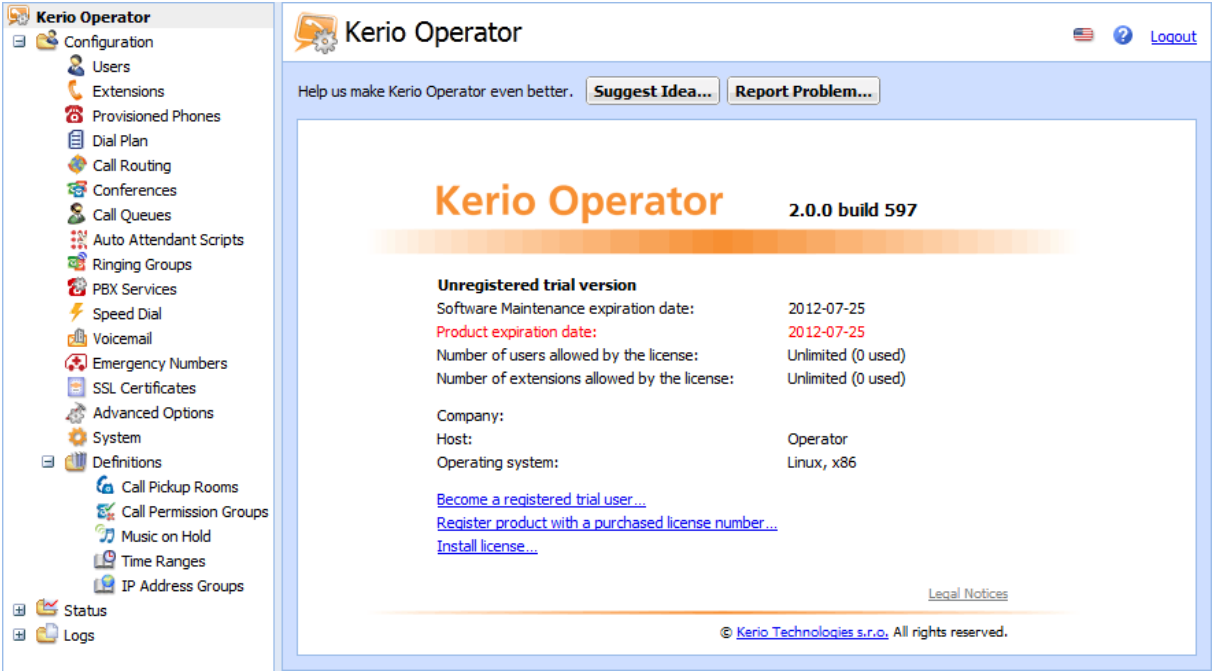 Kerio Operator
Configuration
Users
Extensions
Provisioned Phones
Dial Plan
Call Routing
Conferences
Call Queues
Auto Attendant Scripts
Ringing Groups
PBX Services
Speed Dial
Voicemail
Emergency Numbers
SSL Certificates
Advanced Options
System
Definitions
Call Pickup Rooms
Call Permission Groups
Music on Hold
Time Ranges
IP Address Groups
Status
Logs
Kerio Operator
Logout
Help us make Kerio Operator even better. Suggest Idea... Report Problem...
Kerio Operator 2.0.0 build 597
Unregistered trial version
Software Maintenance expiration date: 2012-07-25
Product expiration date: 2012-07-25
Number of users allowed by the license: Unlimited (0 used)
Number of extensions allowed by the license: Unlimited (0 used)
Company:
Host: Operator
Operating system: Linux, x86
Become a registered trial user...
Register product with a purchased license number...
Install license...
Legal Notices
© Kerio Technologies s.r.o. All rights reserved.